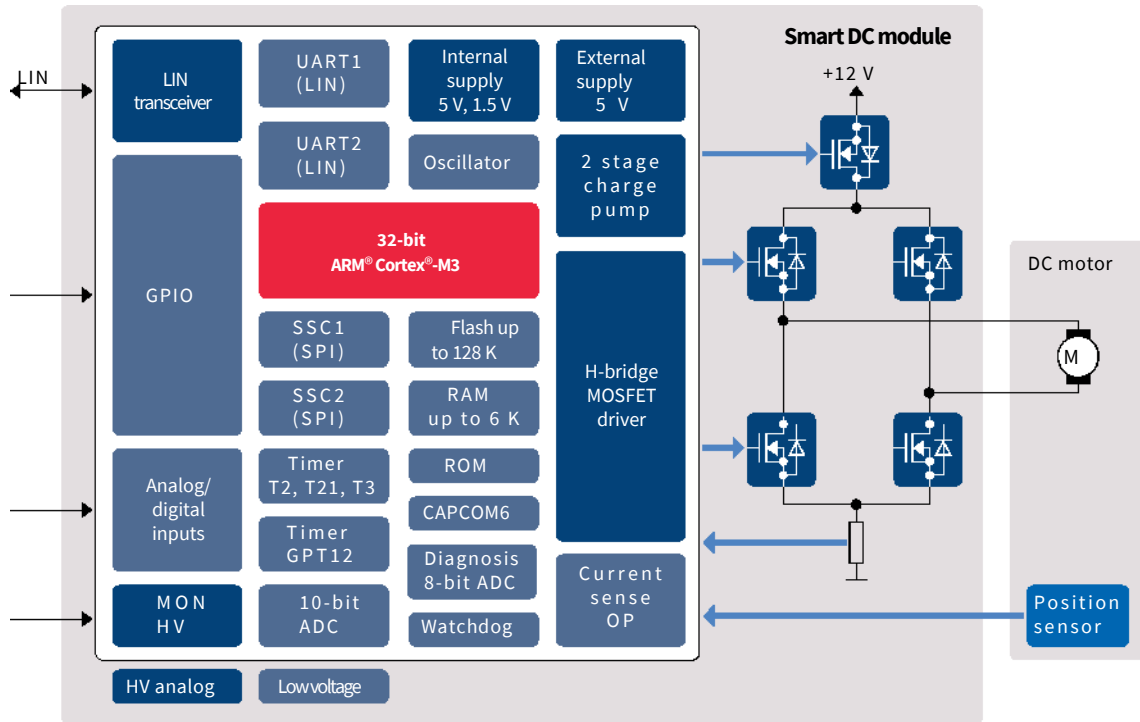 Smart DC module
+12 V
LIN
LIN
transceiver
UART1
(LIN)
Internal
supply
5 V, 1.5 V
External
supply
5 V
UART2
(LIN)
Oscillator
2 stage
charge
pump
32-bit
ARM® Cortex®-M3
GPIO
SSC1
(SPI)
Flash up
to 128 K
H-bridge
MOSFET
driver
SSC2
(SPI)
RAM
up to 6 K
Analog/
digital
inputs
Timer
T2, T21, T3
ROM
CAPCOM6
Timer
GPT12
Diagnosis
8-bit ADC
Current
sense
OP
MON
HV
10-bit
ADC
Watchdog
DC motor
M
Position
sensor
HV analog
Low voltage